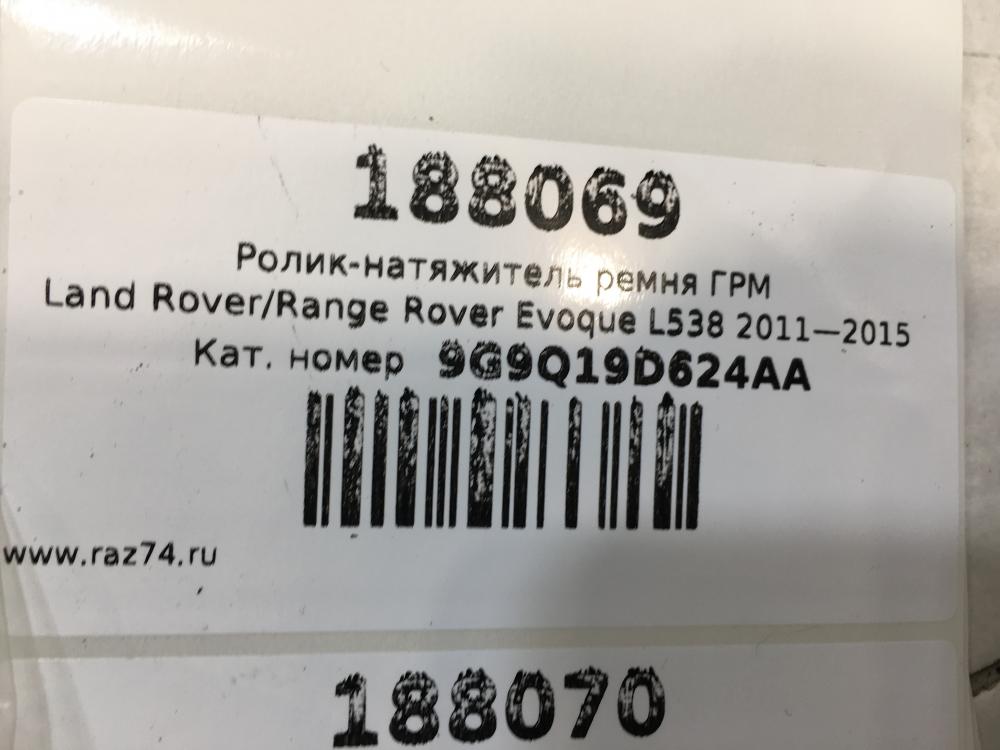 188069
Ролик-натяжитель ремня ГРМ
Land Rover/Range Rover Evoque L538 2011—2015
Кат. номер 9G9Q19D624AA
www.raz74.ru
188070